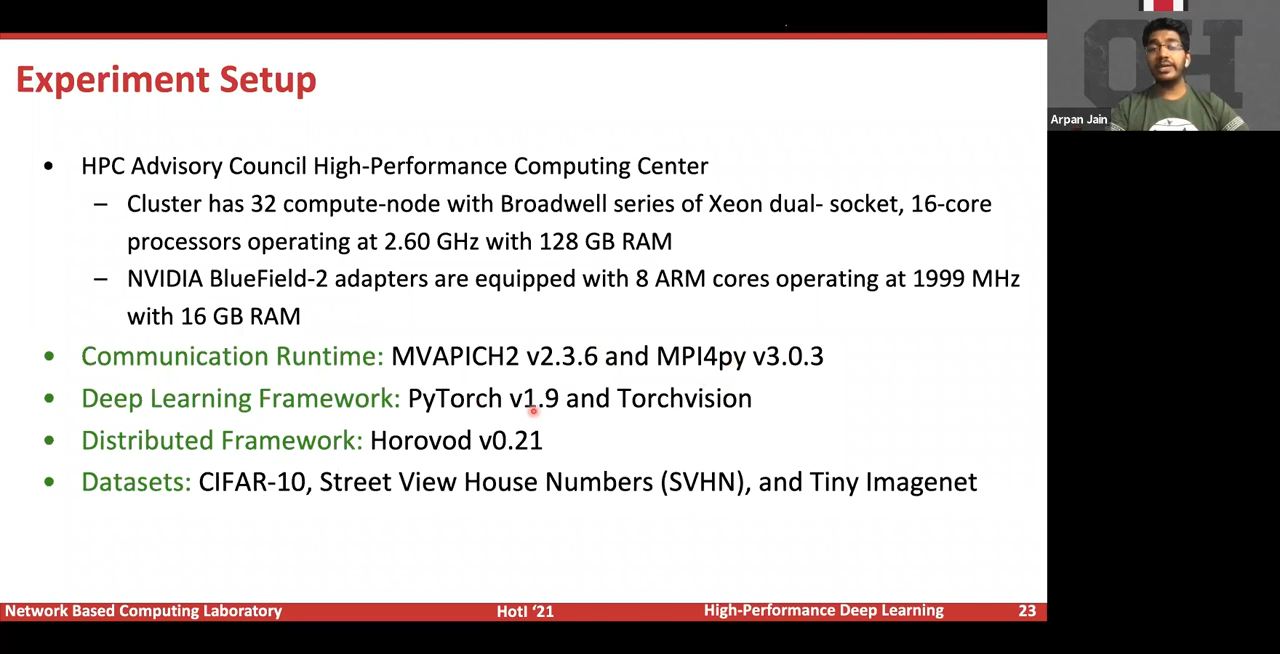 Experiment Setup
Arpan Jain
• HPC Advisory Council High-Performance Computing Center
– Cluster has 32 compute-node with Broadwell series of Xeon dual- socket, 16-core
processors operating at 2.60 GHz with 128 GB RAM
– NVIDIA BlueField-2 adapters are equipped with 8 ARM cores operating at 1999 MHz
with 16 GB RAM
• Communication Runtime: MVAPICH2 v2.3.6 and MPI4py v3.0.3
• Deep Learning Framework: PyTorch v1.9 and Torchvision
• Distributed Framework: Horovod v0.21
• Datasets: CIFAR-10, Street View House Numbers (SVHN), and Tiny Imagenet
Network Based Computing Laboratory HotI ‘21 High-Performance Deep Learning 23